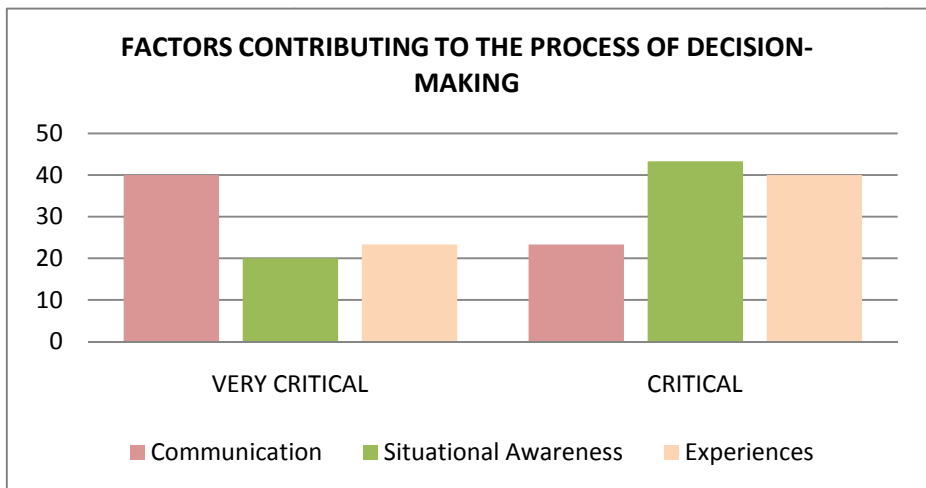 FACTORS CONTRIBUTING TO THE PROCESS OF DECISION-
MAKING
50
40
30
20
10
0
VERY CRITICAL CRITICAL
Communication Situational Awareness Experiences